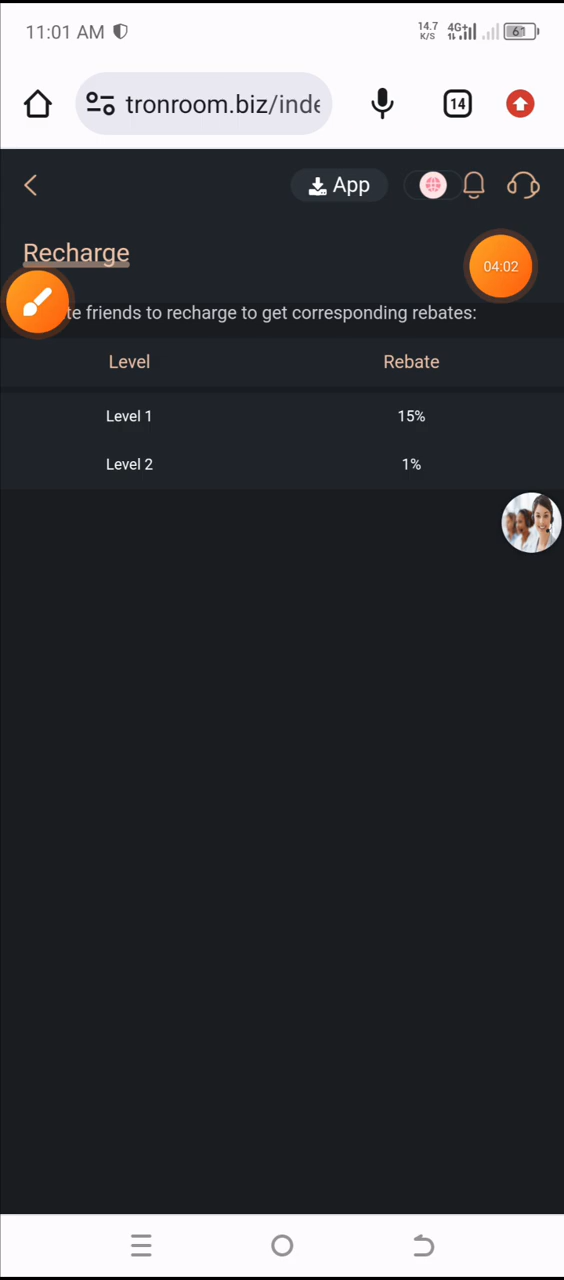 11:01 AM
14.7
K/S
4G+
61
tronroom.biz/inde
14
App
Recharge
04:02
te friends to recharge to get corresponding rebates:
Level Rebate
Level 1 15%
Level 2 1%